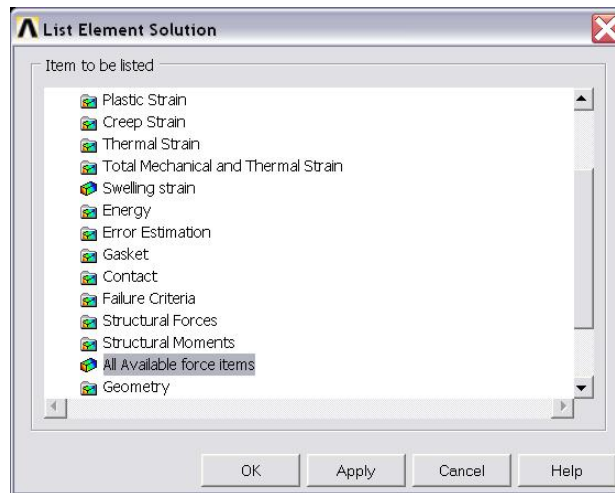 List Element Solution
Item to be listed
Plastic Strain
Creep Strain
Thermal Strain
Total Mechanical and Thermal Strain
Swelling strain
Energy
Error Estimation
Gasket
Contact
Failure Criteria
Structural Forces
Structural Moments
All Available force items
Geometry
OK Apply Cancel Help